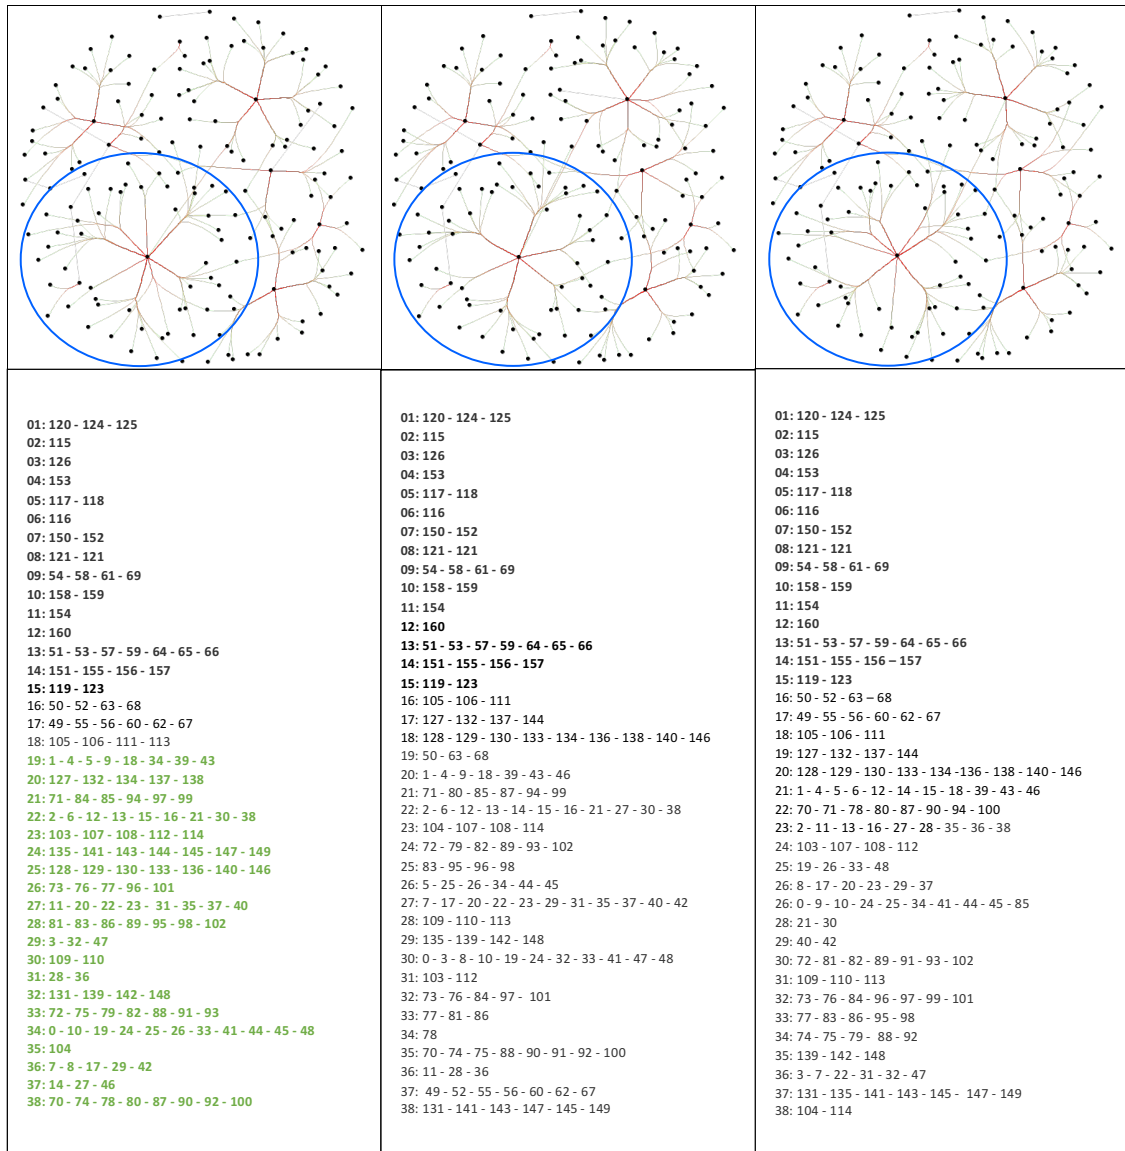 01: 120 - 124 - 125
02: 115
03: 126
04: 153
05: 117 - 118
06: 116
07: 150 - 152
08: 121 - 121
09: 54 - 58 - 61 - 69
10: 158 - 159
11: 154
12: 160
13: 51 - 53 - 57 - 59 - 64 - 65 - 66
14: 151 - 155 - 156 - 157
15: 119 - 123
16: 50 - 52 - 63 - 68
17: 49 - 55 - 56 - 60 - 62 - 67
18: 105 - 106 - 111 - 113
19: 1 - 4 - 5 - 9 - 18 - 34 - 39 - 43
20: 127 - 132 - 134 - 137 - 138
21: 71 - 84 - 85 - 94 - 97 - 99
22: 2 - 6 - 12 - 13 - 15 - 16 - 21 - 30 - 38
23: 103 - 107 - 108 - 112 - 114
24: 135 - 141 - 143 - 144 - 145 - 147 - 149
25: 128 - 129 - 130 - 133 - 136 - 140 - 146
26: 73 - 76 - 77 - 96 - 101
27: 11 - 20 - 22 - 23 - 31 - 35 - 37 - 40
28: 81 - 83 - 86 - 89 - 95 - 98 - 102
29: 3 - 32 - 47
30: 109 - 110
31: 28 - 36
32: 131 - 139 - 142 - 148
33: 72 - 75 - 79 - 82 - 88 - 91 - 93
34: 0 - 10 - 19 - 24 - 25 - 26 - 33 - 41 - 44 - 45 - 48
35: 104
36: 7 - 8 - 17 - 29 - 42
37: 14 - 27 - 46
38: 70 - 74 - 78 - 80 - 87 - 90 - 92 - 100
01: 120 - 124 - 125
02: 115
03: 126
04: 153
05: 117 - 118
06: 116
07: 150 - 152
08: 121 - 121
09: 54 - 58 - 61 - 69
10: 158 - 159
11: 154
12: 160
13: 51 - 53 - 57 - 59 - 64 - 65 - 66
14: 151 - 155 - 156 - 157
15: 119 - 123
16: 105 - 106 - 111
17: 127 - 132 - 137 - 144
18: 128 - 129 - 130 - 133 - 134 - 136 - 138 - 140 - 146
19: 50 - 63 - 68
20: 1 - 4 - 9 - 18 - 39 - 43 - 46
21: 71 - 80 - 85 - 87 - 94 - 99
22: 2 - 6 - 12 - 13 - 14 - 15 - 16 - 21 - 27 - 30 - 38
23: 104 - 107 - 108 - 114
24: 72 - 79 - 82 - 89 - 93 - 102
25: 83 - 95 - 96 - 98
26: 5 - 25 - 26 - 34 - 44 - 45
27: 7 - 17 - 20 - 22 - 23 - 29 - 31 - 35 - 37 - 40 - 42
28: 109 - 110 - 113
29: 135 - 139 - 142 - 148
30: 0 - 3 - 8 - 10 - 19 - 24 - 32 - 33 - 41 - 47 - 48
31: 103 - 112
32: 73 - 76 - 84 - 97 - 101
33: 77 - 81 - 86
34: 78
35: 70 - 74 - 75 - 88 - 90 - 91 - 92 - 100
36: 11 - 28 - 36
37: 49 - 52 - 55 - 56 - 60 - 62 - 67
38: 131 - 141 - 143 - 147 - 145 - 149
01: 120 - 124 - 125
02: 115
03: 126
04: 153
05: 117 - 118
06: 116
07: 150 - 152
08: 121 - 121
09: 54 - 58 - 61 - 69
10: 158 - 159
11: 154
12: 160
13: 51 - 53 - 57 - 59 - 64 - 65 - 66
14: 151 - 155 - 156 – 157
15: 119 - 123
16: 50 - 52 - 63 – 68
17: 49 - 55 - 56 - 60 - 62 - 67
18: 105 - 106 - 111
19: 127 - 132 - 137 - 144
20: 128 - 129 - 130 - 133 - 134 -136 - 138 - 140 - 146
21: 1 - 4 - 5 - 6 - 12 - 14 - 15 - 18 - 39 - 43 - 46
22: 70 - 71 - 78 - 80 - 87 - 90 - 94 - 100
23: 2 - 11 - 13 - 16 - 27 - 28 - 35 - 36 - 38
24: 103 - 107 - 108 - 112
25: 19 - 26 - 33 - 48
26: 8 - 17 - 20 - 23 - 29 - 37
26: 0 - 9 - 10 - 24 - 25 - 34 - 41 - 44 - 45 - 85
28: 21 - 30
29: 40 - 42
30: 72 - 81 - 82 - 89 - 91 - 93 - 102
31: 109 - 110 - 113
32: 73 - 76 - 84 - 96 - 97 - 99 - 101
33: 77 - 83 - 86 - 95 - 98
34: 74 - 75 - 79 - 88 - 92
35: 139 - 142 - 148
36: 3 - 7 - 22 - 31 - 32 - 47
37: 131 - 135 - 141 - 143 - 145 - 147 - 149
38: 104 - 114